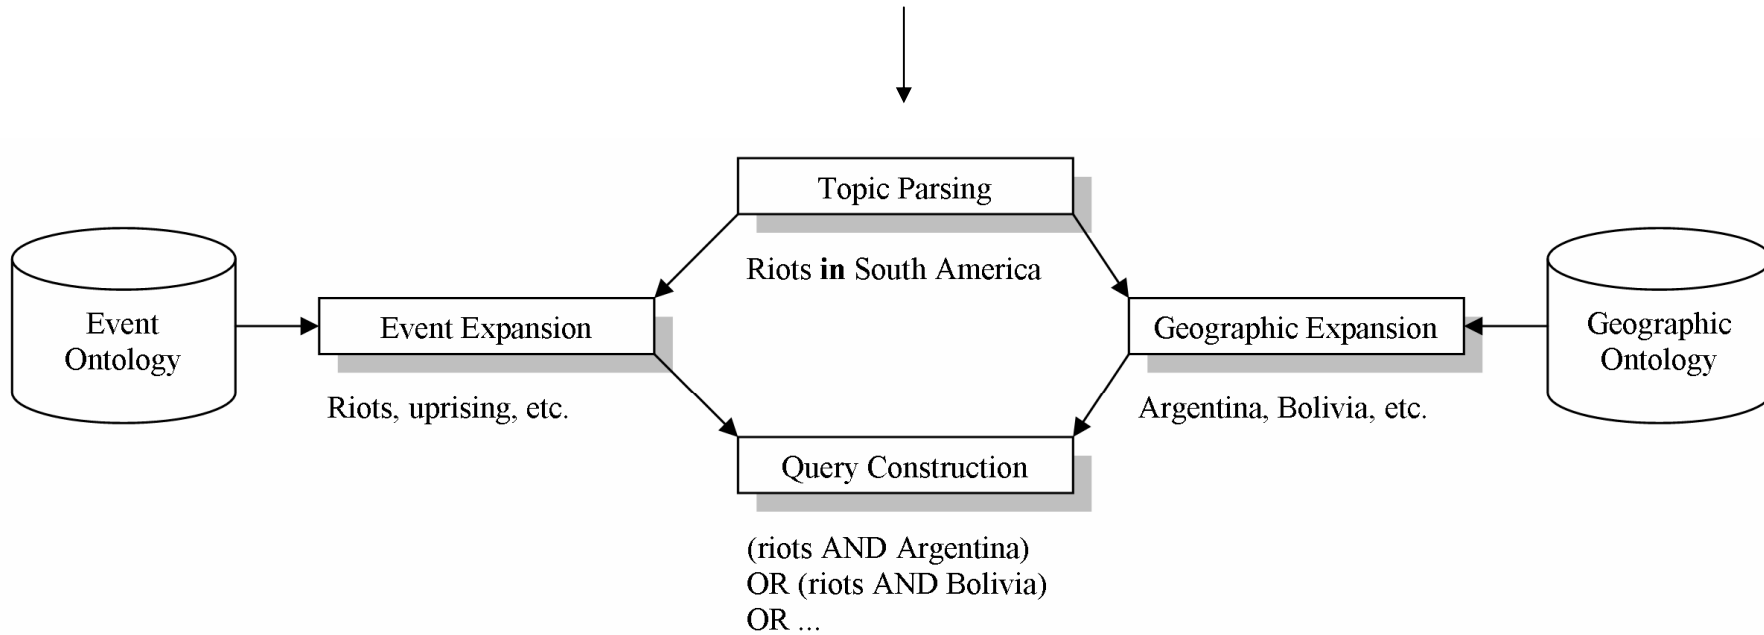 Topic Parsing
Riots in South America
Event
Ontology
Event Expansion
Riots, uprising, etc.
Geographic Expansion
Argentina, Bolivia, etc.
Geographic
Ontology
Query Construction
(riots AND Argentina)
OR (riots AND Bolivia)
OR ...